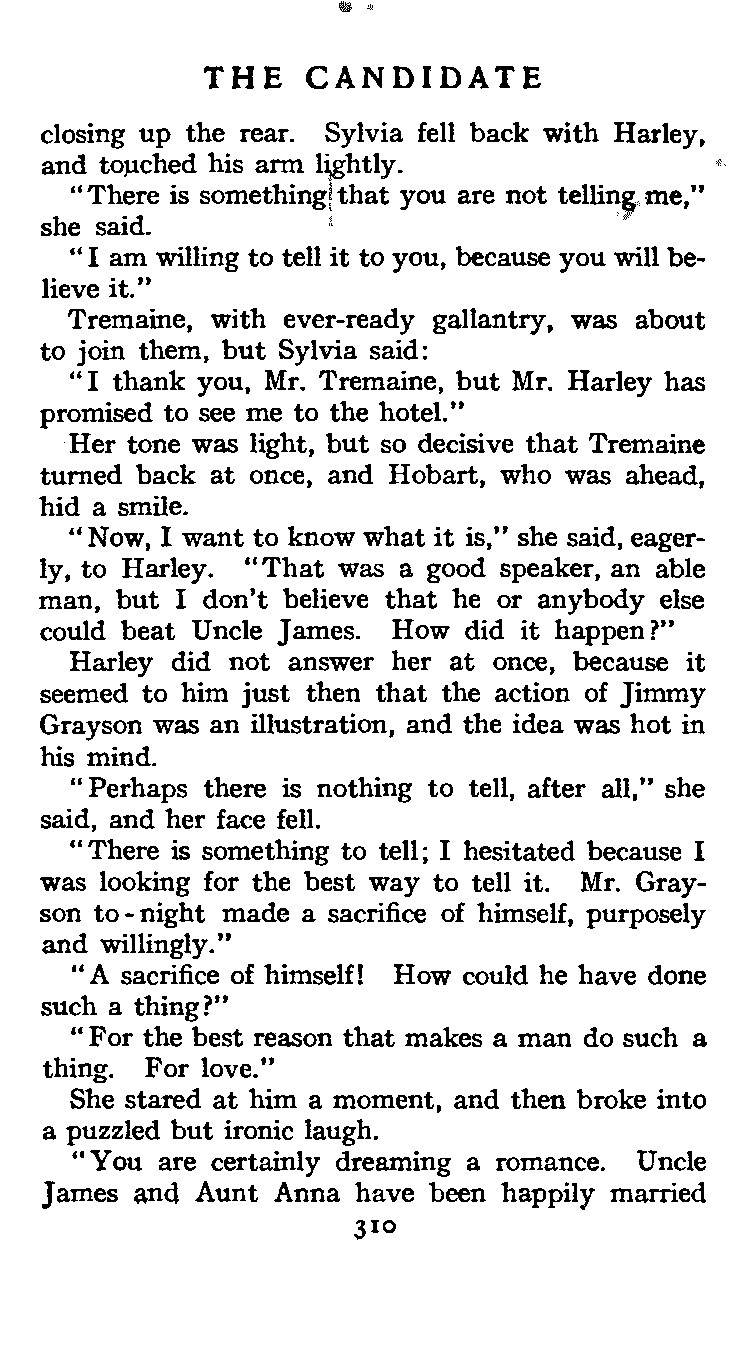 THE CANDIDATE
closing up the rear. Sylvia fell back with Harley,
and touched his arm lightly.
"There is something that you are not telling me,"
she said.
"I am willing to tell it to you, because you will be-
lieve it."
Tremaine, with ever-ready gallantry, was about
to join them, but Sylvia said:
"I thank you, Mr. Tremaine, but Mr. Harley has
promised to see me to the hotel."
Her tone was light, but so decisive that Tremaine
turned back at once, and Hobart, who was ahead,
hid a smile.
"Now, I want to know what it is," she said, eager-
ly, to Harley. "That was a good speaker, an able
man, but I don't believe that he or anybody else
could beat Uncle James. How did it happen?"
Harley did not answer her at once, because it
seemed to him just then that the action of Jimmy
Grayson was an illustration, and the idea was hot in
his mind.
"Perhaps there is nothing to tell, after all," she
said, and her face fell.
"There is something to tell; I hesitated because I
was looking for the best way to tell it. Mr. Gray-
son to-night made a sacrifice of himself, purposely
and willingly."
"A sacrifice of himself! How could he have done
such a thing?"
"For the best reason that makes a man do such a
thing. For love."
She stared at him a moment, and then broke into
a puzzled but ironic laugh.
"You are certainly dreaming a romance. Uncle
James and Aunt Anna have been happily married
310